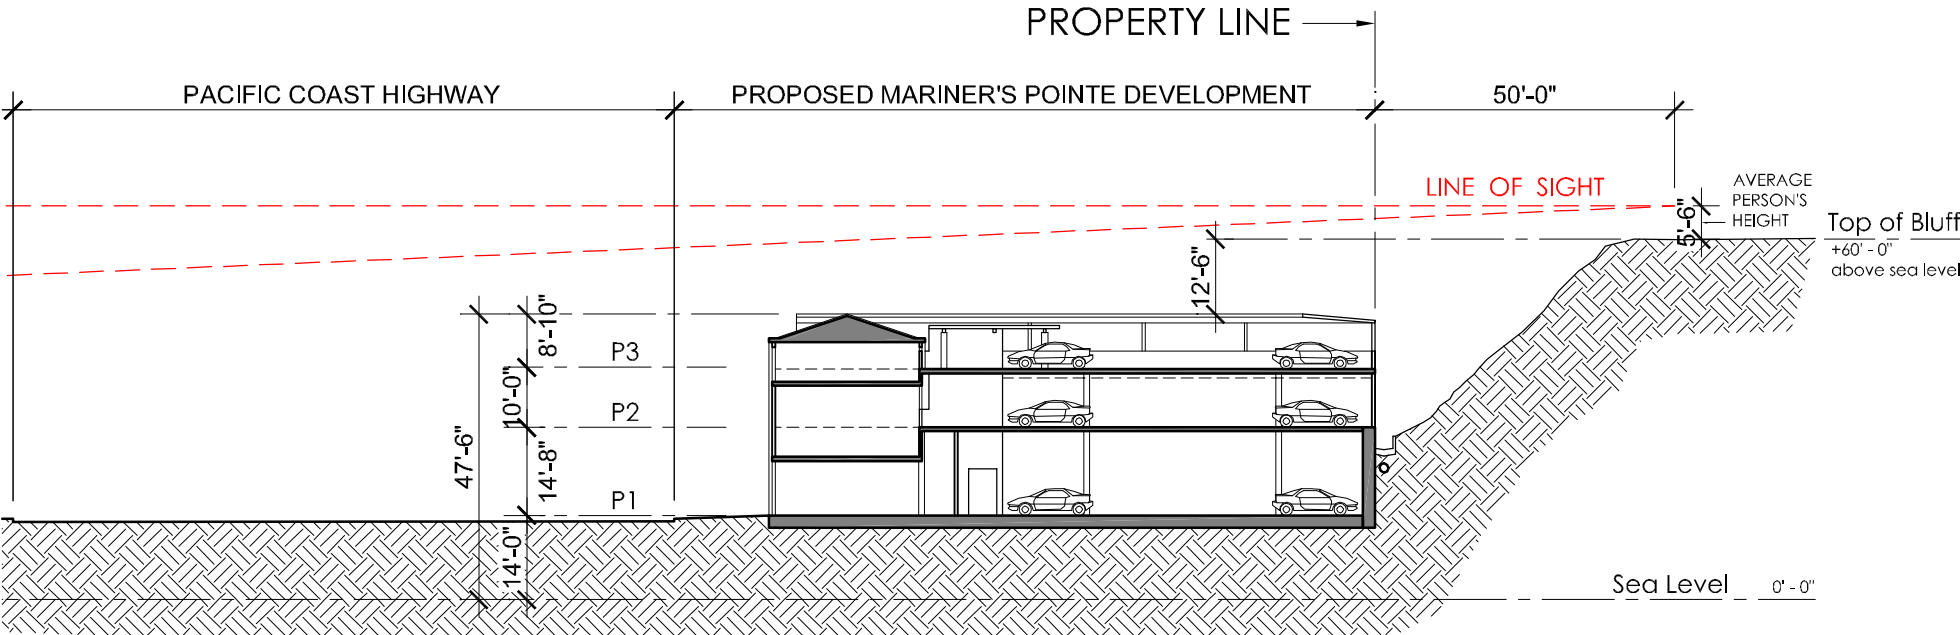 PROPERTY LINE
PACIFIC COAST HIGHWAY
PROPOSED MARINER'S POINTE DEVELOPMENT
50'-0"
LINE OF SIGHT
AVERAGE
PERSON'S
HEIGHT
5'-6"
Top of Bluff
+60' - 0"
above sea level
12'-6"
47'-6"
8'-10"
10'-0"
14'-8"
14'-0"
P3
P2
P1
Sea Level 0' - 0"